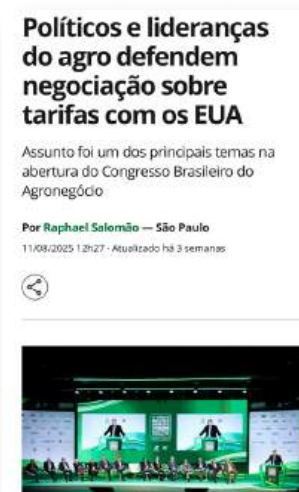 Políticos e lideranças
do agro defendem
negociação sobre
tarifas com os EUA
Assunto foi um dos principais temas na
abertura do Congresso Brasileiro do
Agronegócio
Por Raphael Salomão — São Paulo
11/08/2025 12h27 · Atualizado há 3 semanas